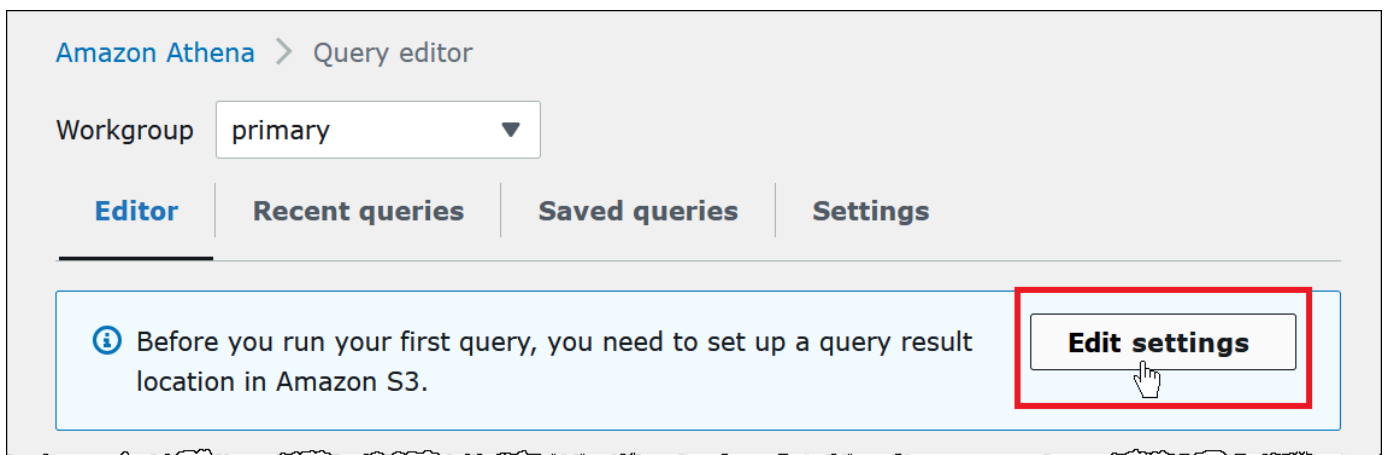 Amazon Athena > Query editor
Workgroup primary
Editor Recent queries Saved queries Settings
Before you run your first query, you need to set up a query result
location in Amazon S3.
Edit settings